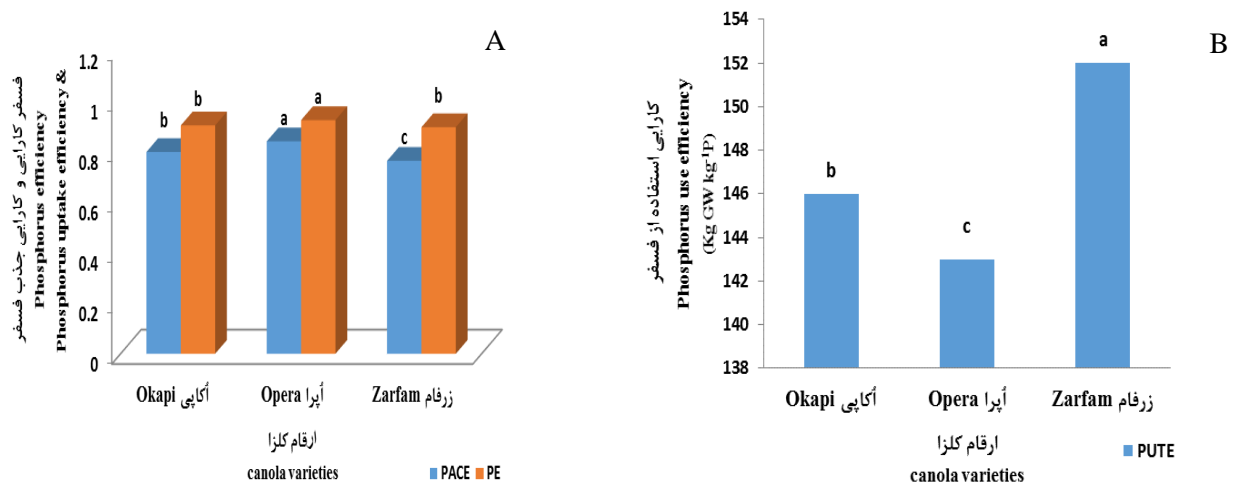 A
فسفر کارایی و کارایی جذب فسفر
Phosphorus efficiency
Phosphorus uptake efficiency &
1.2
1
0.8
0.6
0.4
0.2
0
b
b
a
a
c
b
Okapi اُکاپی
Opera اُپرا
Zarfam زرفام
ارقام کلزا
canola varieties
PACE
PE
B
کارایی استفاده از فسفر
Phosphorus use efficiency
(Kg GW kg⁻¹P)
154
152
150
148
146
144
142
140
138
b
c
a
Okapi اُکاپی
Opera اُپرا
Zarfam زرفام
ارقام کلزا
canola varieties
PUTE